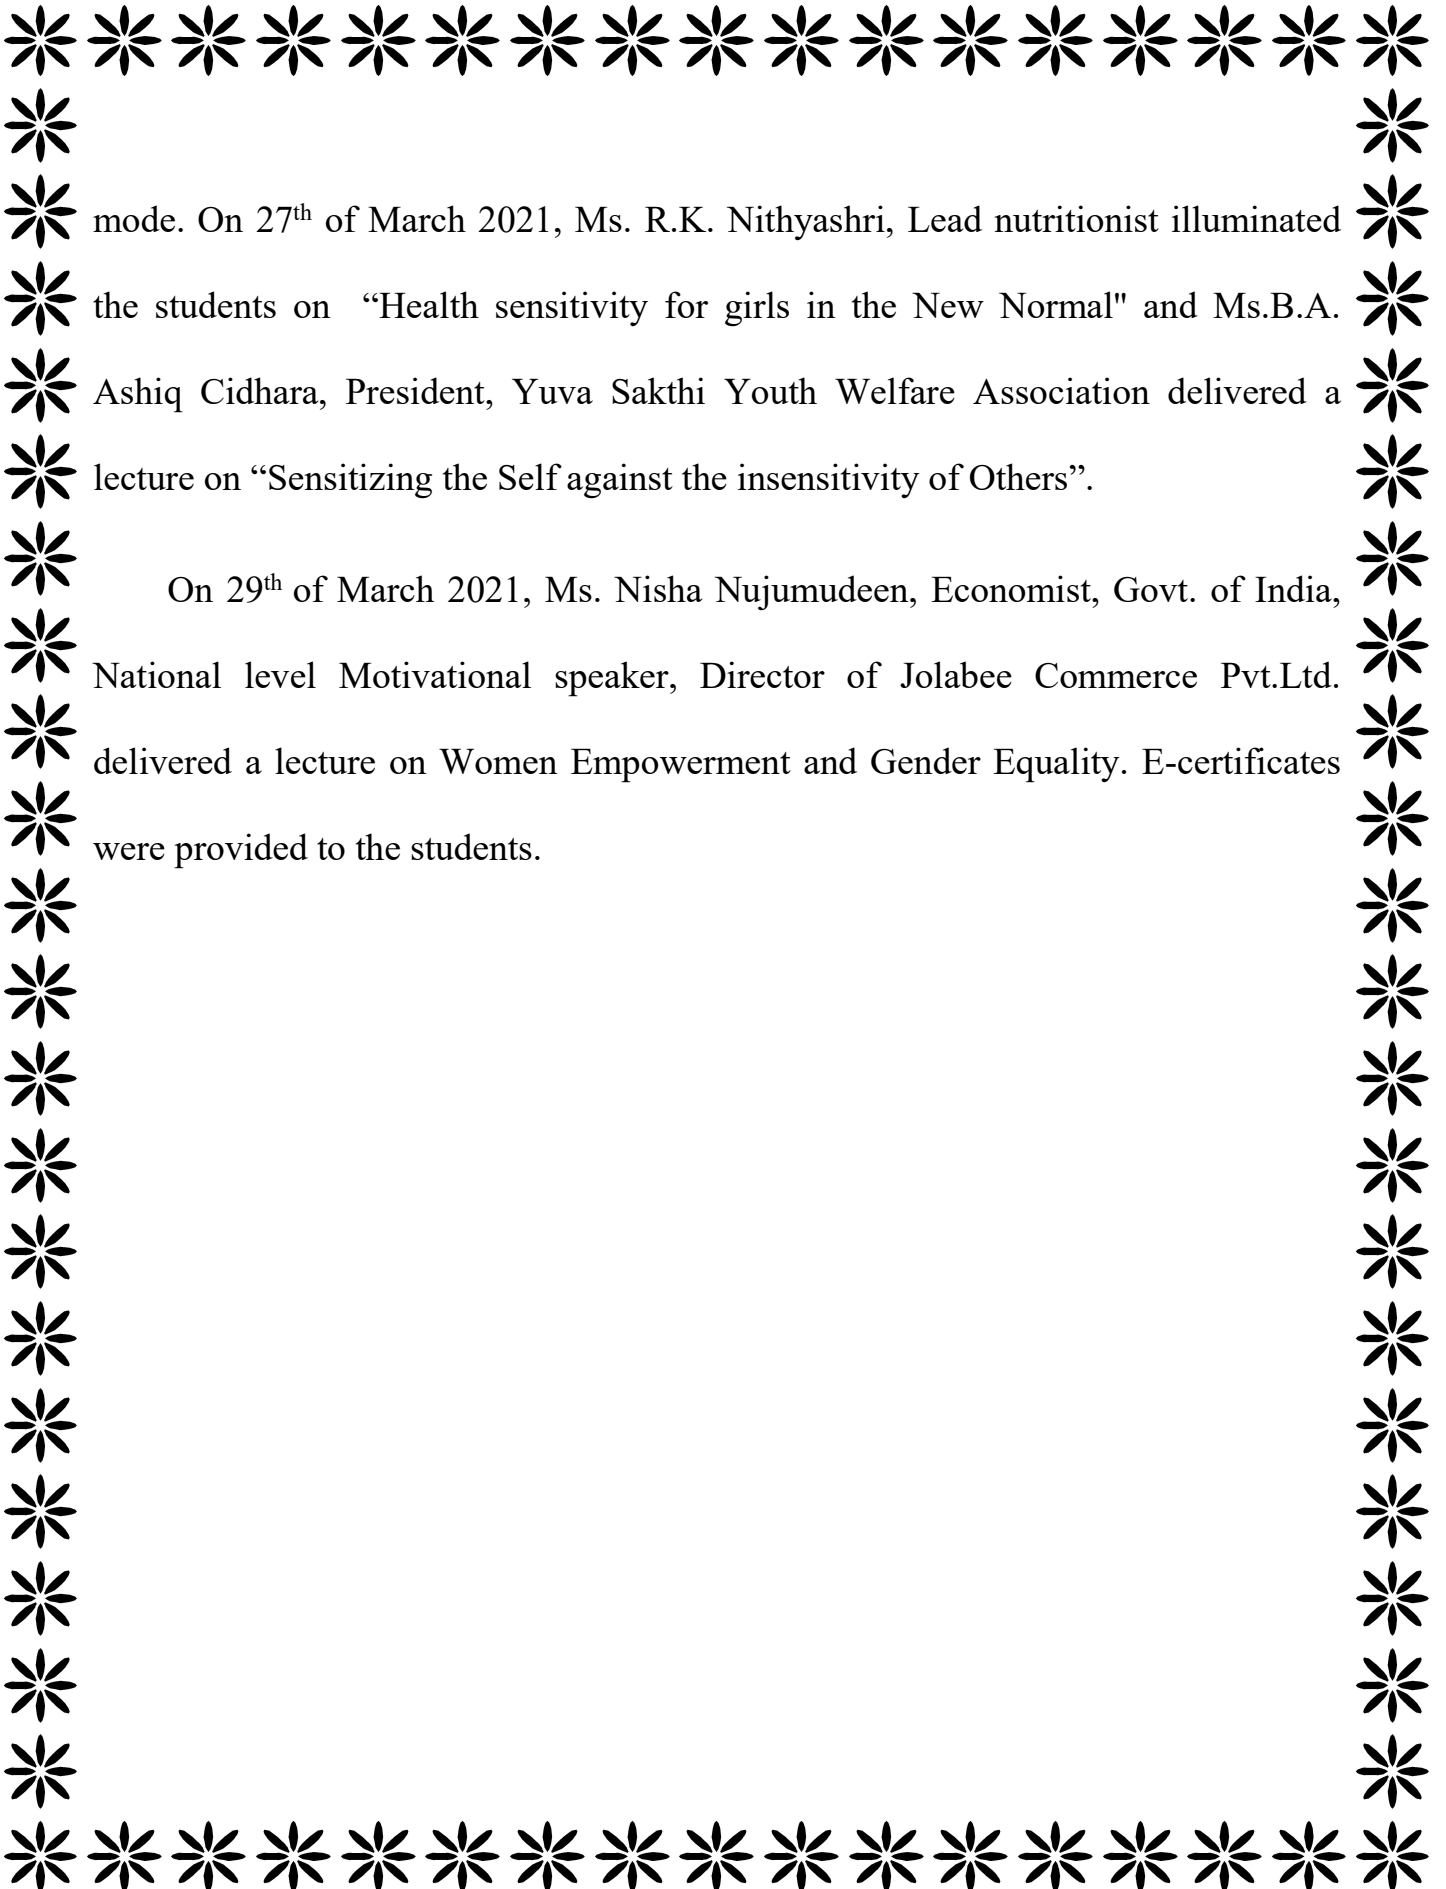 mode. On 27th of March 2021, Ms. R.K. Nithyashri, Lead nutritionist illuminated
the students on  “Health sensitivity for girls in the New Normal" and Ms.B.A.
Ashiq Cidhara, President, Yuva Sakthi Youth Welfare Association delivered a
lecture on “Sensitizing the Self against the insensitivity of Others”.
On 29th of March 2021, Ms. Nisha Nujumudeen, Economist, Govt. of India,
National level Motivational speaker, Director of Jolabee Commerce Pvt.Ltd.
delivered a lecture on Women Empowerment and Gender Equality. E-certificates
were provided to the students.